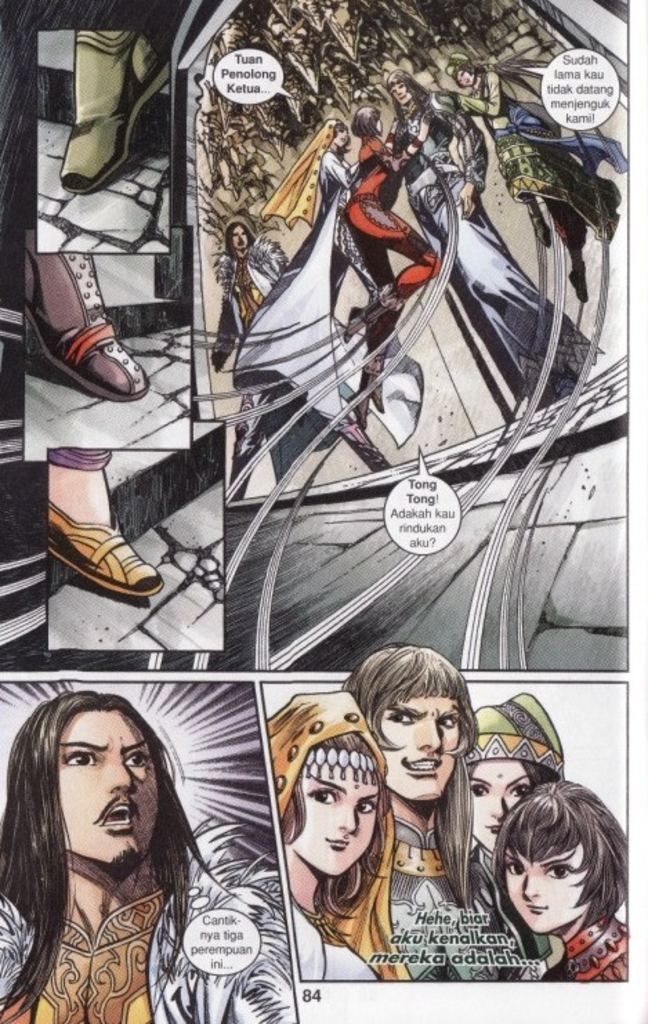 Tuan
Penolong
Ketua...
Sudah
lama kau
tidak datang
menjenguk
kami!
Tong
Tong!
Adakah kau
rindukan
aku?
Cantik-
nya tiga
perempuan
ini...
Hehe, biar
aku kenalkan,
mereka adalah...
84